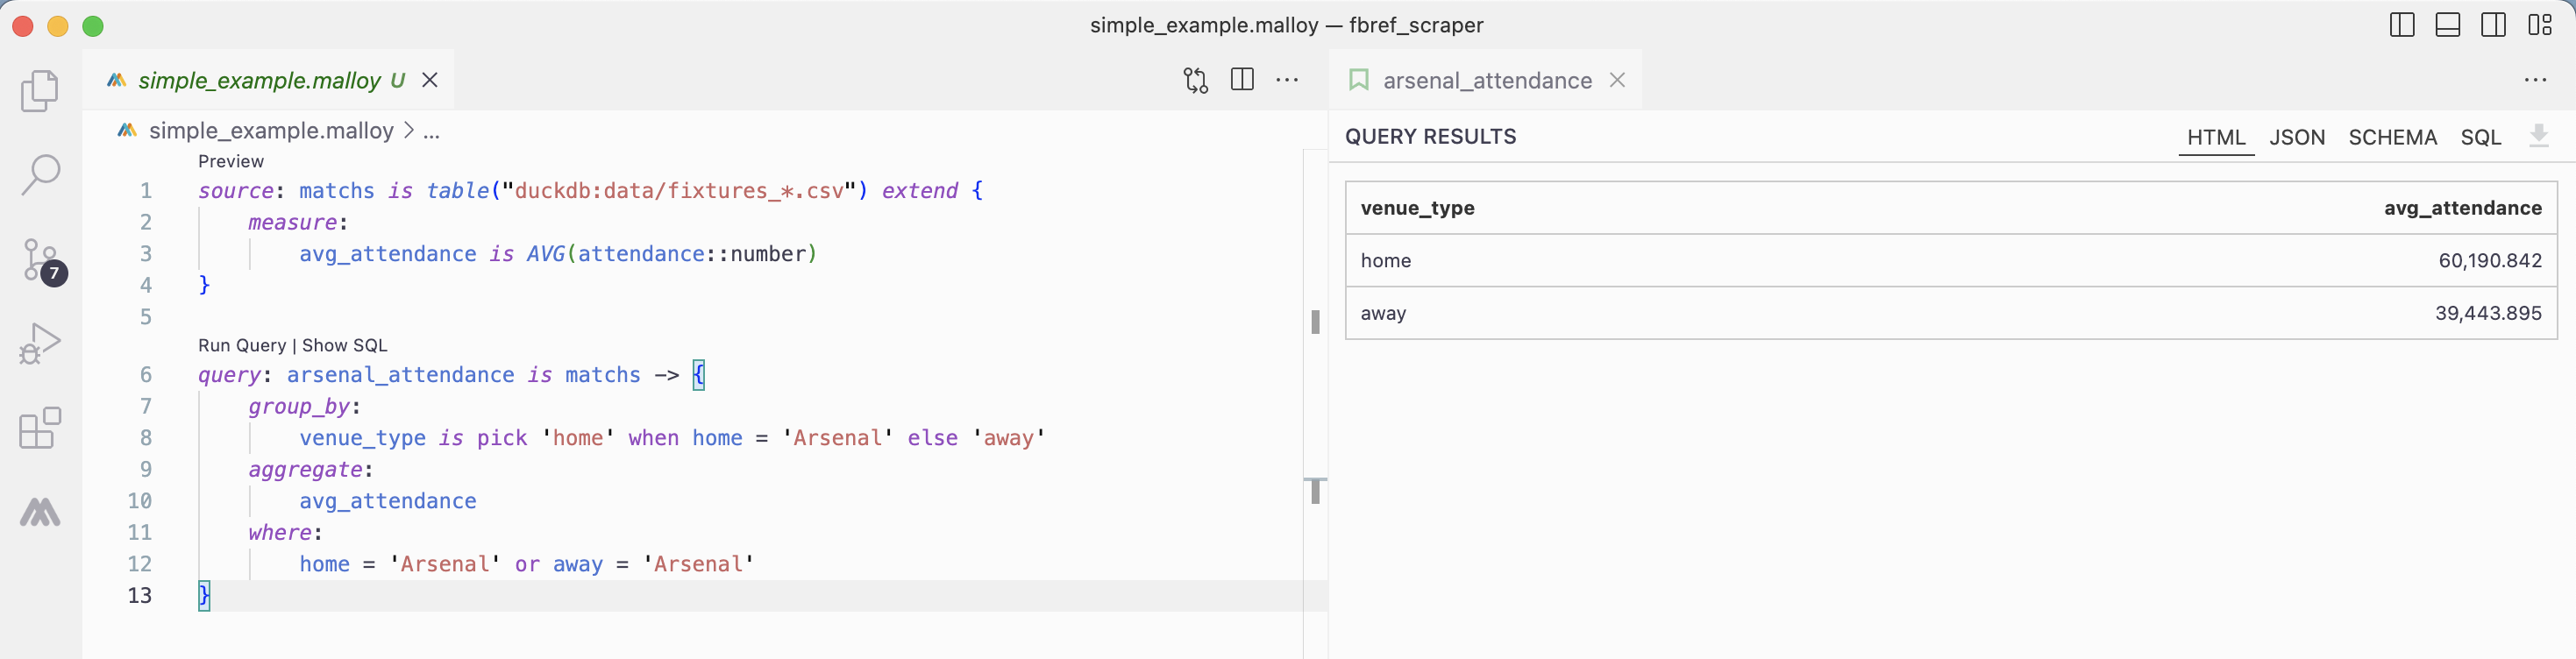 simple_example.malloy — fbref_scraper
simple_example.malloy U
simple_example.malloy > ...
Preview
1 source: matchs is table("duckdb:data/fixtures_*.csv") extend {
2 measure:
3 avg_attendance is AVG(attendance::number)
4 }
5
Run Query | Show SQL
6 query: arsenal_attendance is matchs -> {
7 group_by:
8 venue_type is pick 'home' when home = 'Arsenal' else 'away'
9 aggregate:
10 avg_attendance
11 where:
12 home = 'Arsenal' or away = 'Arsenal'
13 }
7
arsenal_attendance
QUERY RESULTS HTML JSON SCHEMA SQL
venue_type avg_attendance
home 60,190.842
away 39,443.895